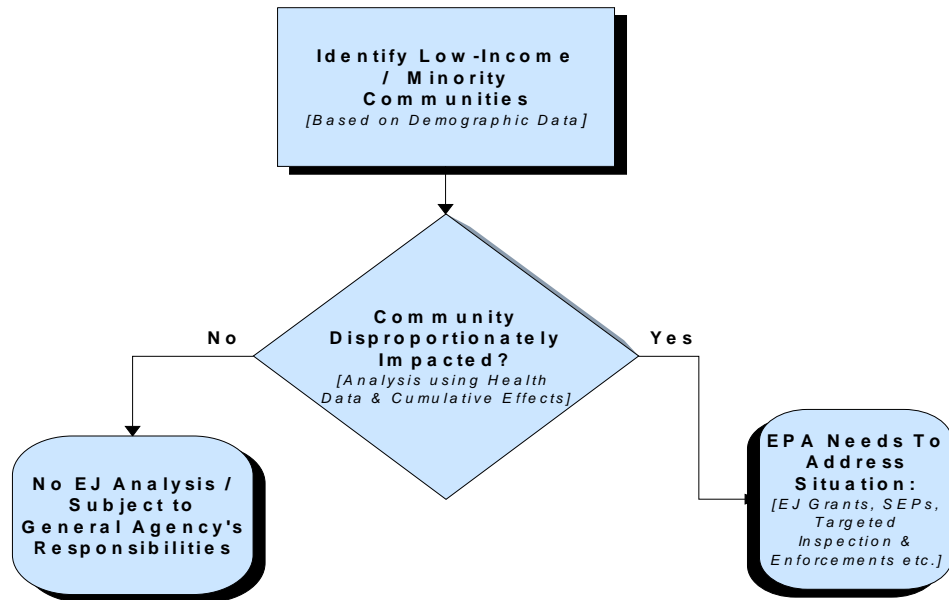 Identify Low-Income
/ Minority
Communities
[Based on Demographic Data]
Community
Disproportionately
Impacted?
[Analysis using Health
Data & Cumulative Effects]
No
Yes
No EJ Analysis /
Subject to
General Agency's
Responsibilities
EPA Needs To
Address
Situation:
[EJ Grants, SEPs,
Targeted
Inspection &
Enforcements etc.]